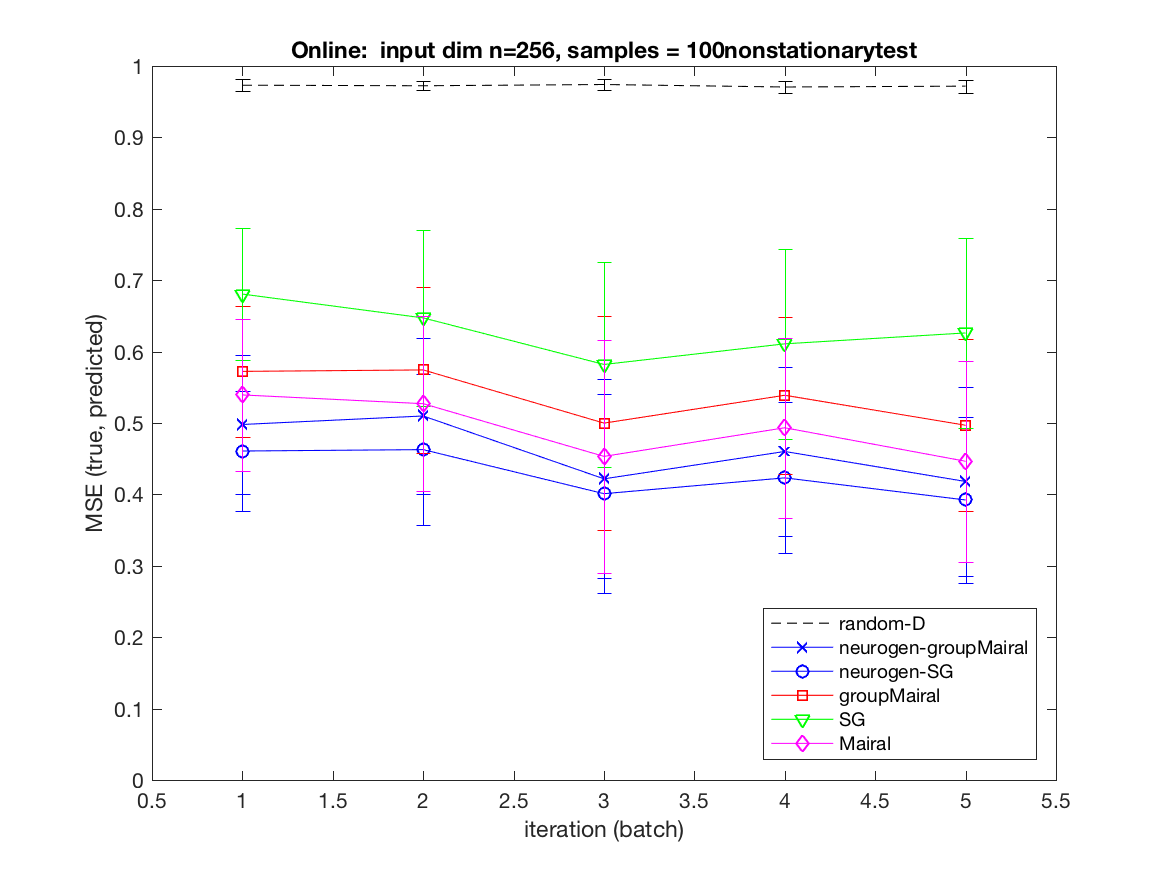 Online:  input dim n=256, samples = 100nonstationarytest
MSE (true, predicted)
1
0.9
0.8
0.7
0.6
0.5
0.4
0.3
0.2
0.1
0
random-D
neurogen-groupMairal
neurogen-SG
groupMairal
SG
Mairal
0.5 1 1.5 2 2.5 3 3.5 4 4.5 5 5.5
iteration (batch)